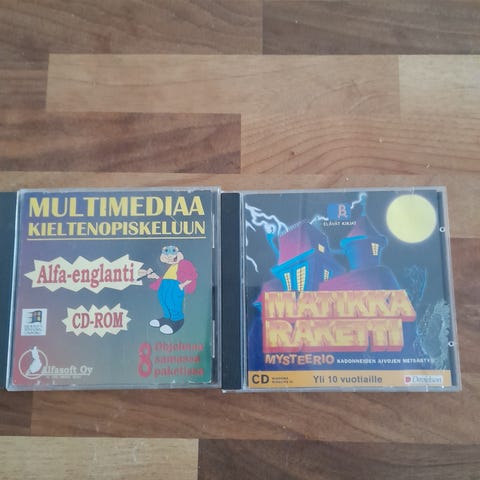 MULTIMEDIAA
KIELTENOPISKELUUN
Alfa-englanti
CD-ROM
8 Ohjelmaa
samassa
paketissa
Alfasoft Oy
ELÄVÄT KIRJAT
MATIKKA
RAKETTI
MYSTEERIO KADONNEIDEN AIVOJEN METSÄSTYS
CD
Yli 10 vuotiaille
Davidson